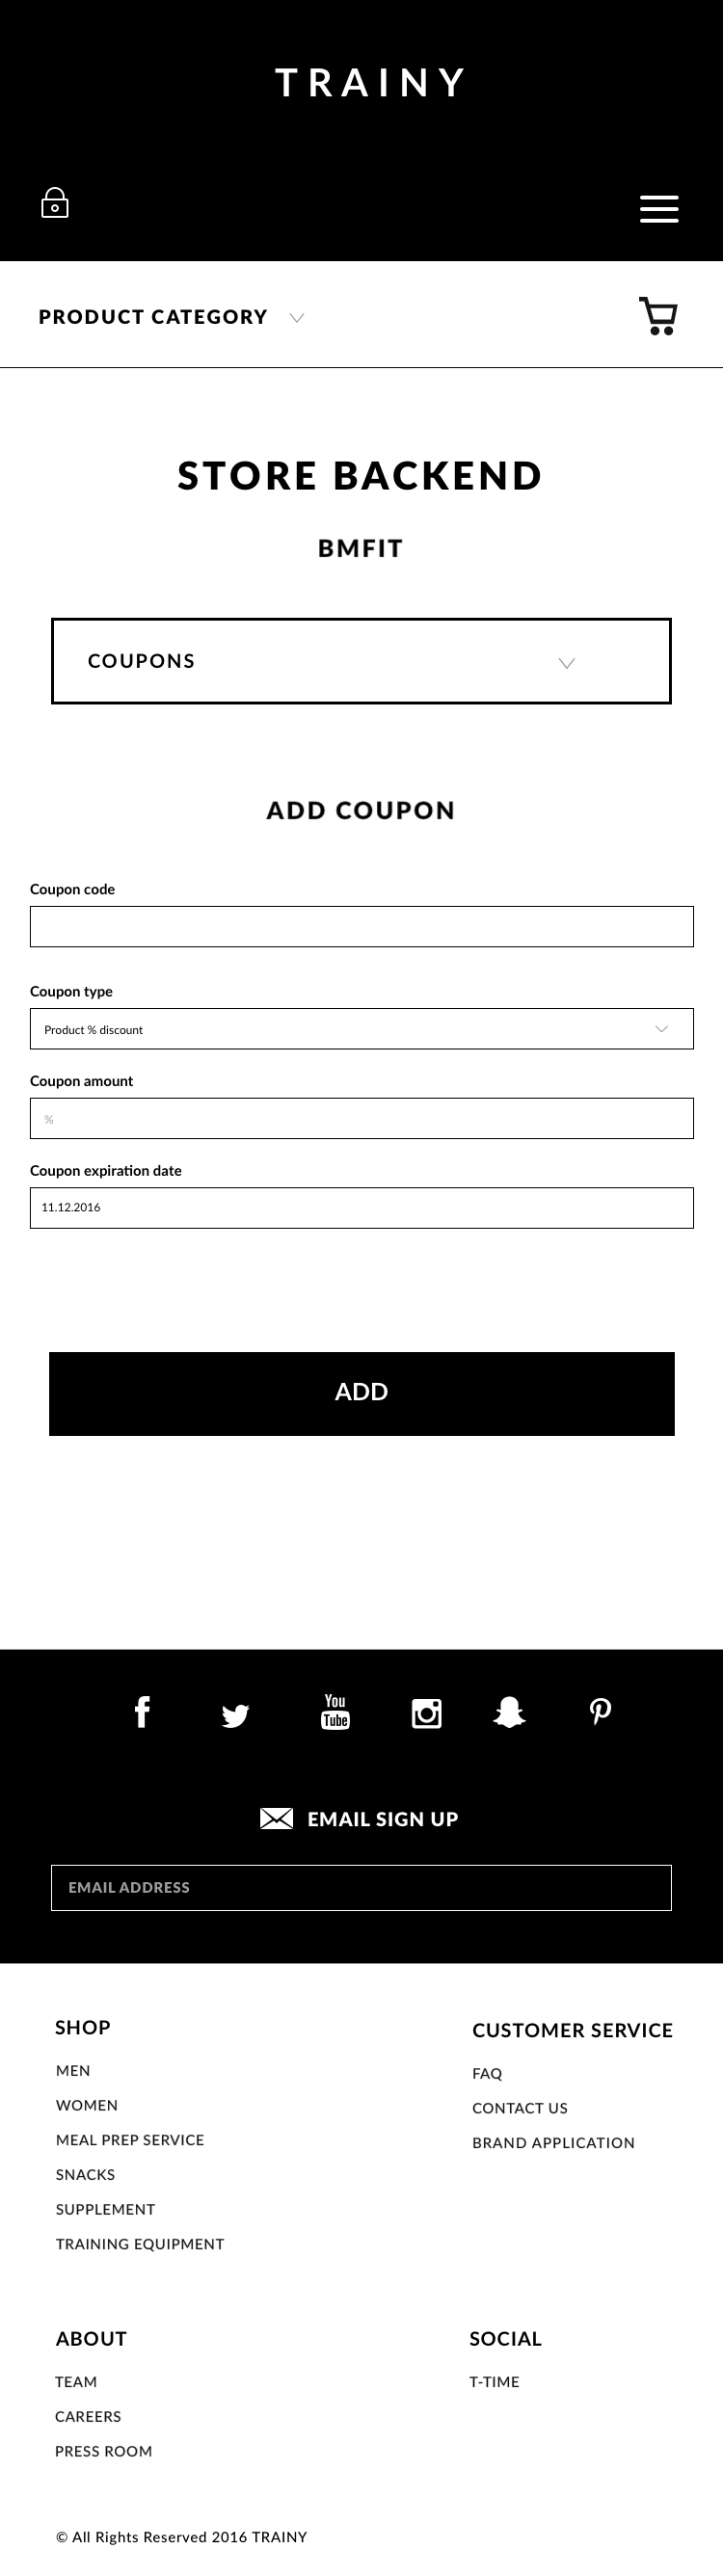 TRAINY
PRODUCT CATEGORY
STORE BACKEND
BMFIT
COUPONS
ADD COUPON
Coupon code
Coupon type
Product % discount
Coupon amount
%
Coupon expiration date
11.12.2016
ADD
You
Tube
EMAIL SIGN UP
EMAIL ADDRESS
SHOP
MEN
WOMEN
MEAL PREP SERVICE
SNACKS
SUPPLEMENT
TRAINING EQUIPMENT
CUSTOMER SERVICE
FAQ
CONTACT US
BRAND APPLICATION
ABOUT
TEAM
CAREERS
PRESS ROOM
SOCIAL
T-TIME
© All Rights Reserved 2016 TRAINY